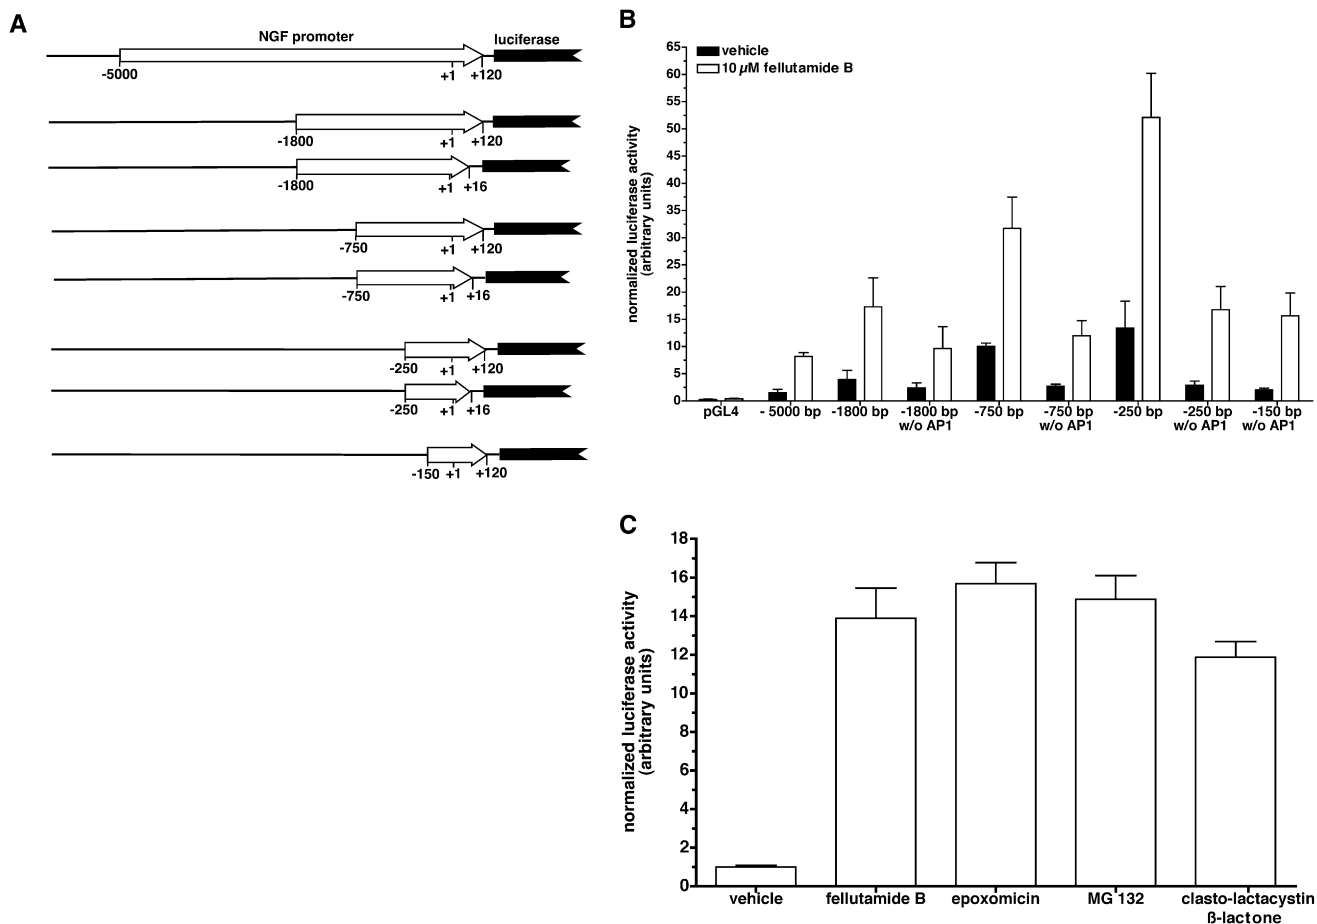 A
NGF promoter
luciferase
-5000
+1
+120
-1800
+1
+120
-1800
+1
+16
-750
+1
+120
-750
+1
+16
-250
+1
+120
-250
+1
+16
-150
+1
+120
B
vehicle
10 µM fellutamide B
normalized luciferase activity
(arbitrary units)
65
60
55
50
45
40
35
30
25
20
15
10
5
0
pGL4
- 5000 bp
-1800 bp
-1800 bp
w/o AP1
-750 bp
-750 bp
w/o AP1
-250 bp
-250 bp
w/o AP1
-150 bp
w/o AP1
C
normalized luciferase activity
(arbitrary units)
18
16
14
12
10
8
6
4
2
0
vehicle
fellutamide B
epoxomicin
MG 132
clasto-lactacystin
ß-lactone